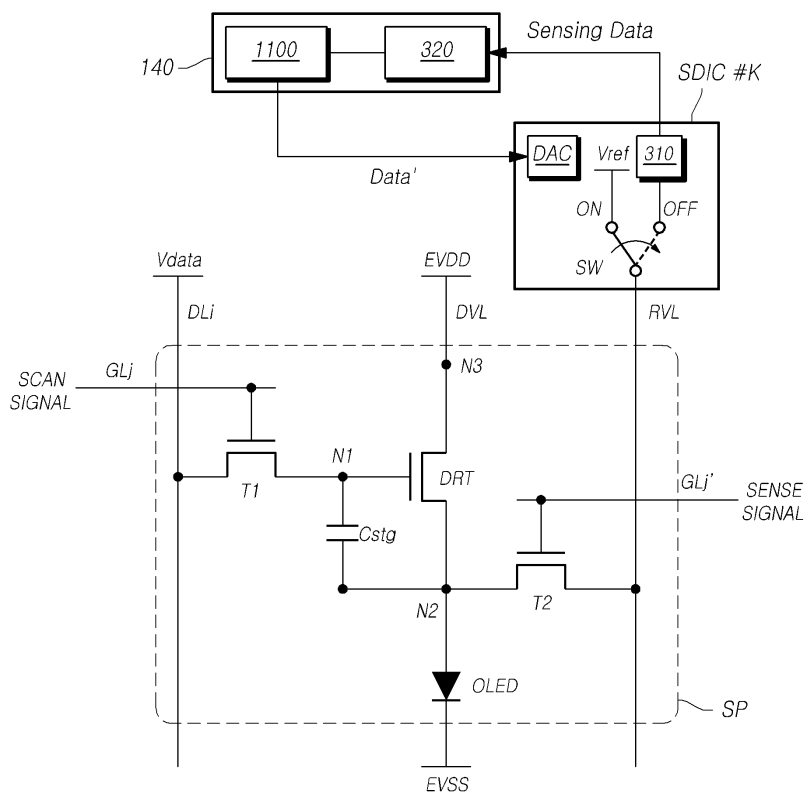 Sensing Data
1100
320
140
SDIC #K
DAC
Vref
310
Data'
ON
OFF
SW
Vdata
EVDD
DLi
DVL
RVL
N3
GLj
SCAN
SIGNAL
N1
DRT
GLj'
SENSE
SIGNAL
T1
Cstg
T2
N2
OLED
SP
EVSS